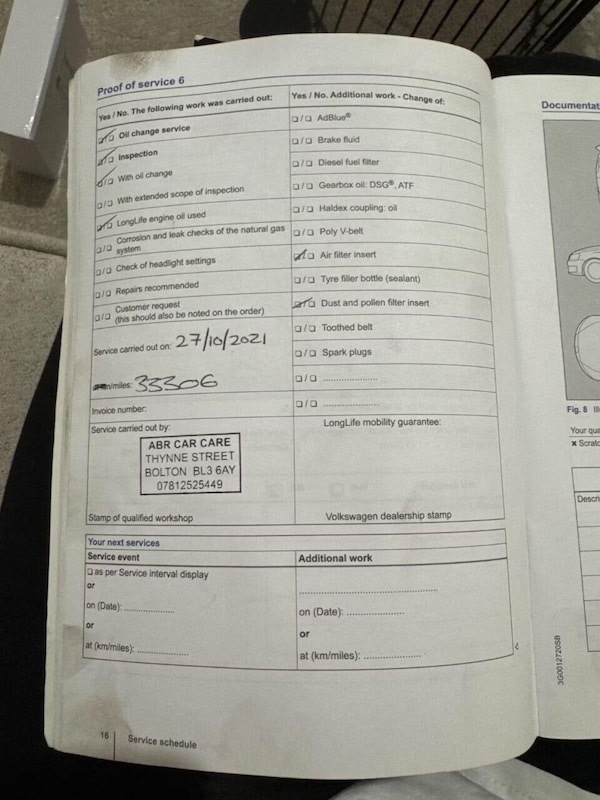 Proof of service 6
Yes / No. The following work was carried out:
Oil change service
Inspection
With oil change
With extended scope of inspection
LongLife engine oil used
Corrosion and leak checks of the natural gas
system
Check of headlight settings
Repairs recommended
Customer request
(this should also be noted on the order)
Service carried out on: 27/10/2021
/miles: 33306
Invoice number:
Service carried out by:
ABR CAR CARE
THYNNE STREET
BOLTON BL3 6AY
07812525449
Stamp of qualified workshop
Yes / No. Additional work - Change of:
AdBlue®
Brake fluid
Diesel fuel filter
Gearbox oil: DSG®, ATF
Haldex coupling: oil
Poly V-belt
Air filter insert
Tyre filler bottle (sealant)
Dust and pollen filter insert
Toothed belt
Spark plugs
LongLife mobility guarantee:
Volkswagen dealership stamp
Your next services
Service event
as per Service interval display
or
on (Date):
or
at (km/miles):
Additional work
on (Date):
or
at (km/miles):
16
Service schedule
Documentat
Fig. 8
Your qua
× Scratc
Descri
3G0012720SB